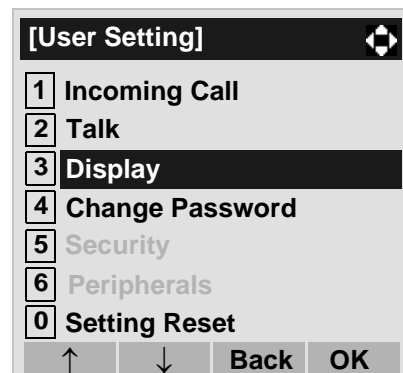 [User Setting]
1 Incoming Call
2 Talk
3 Display
4 Change Password
5 Security
6 Peripherals
0 Setting Reset
↑ ↓ Back OK